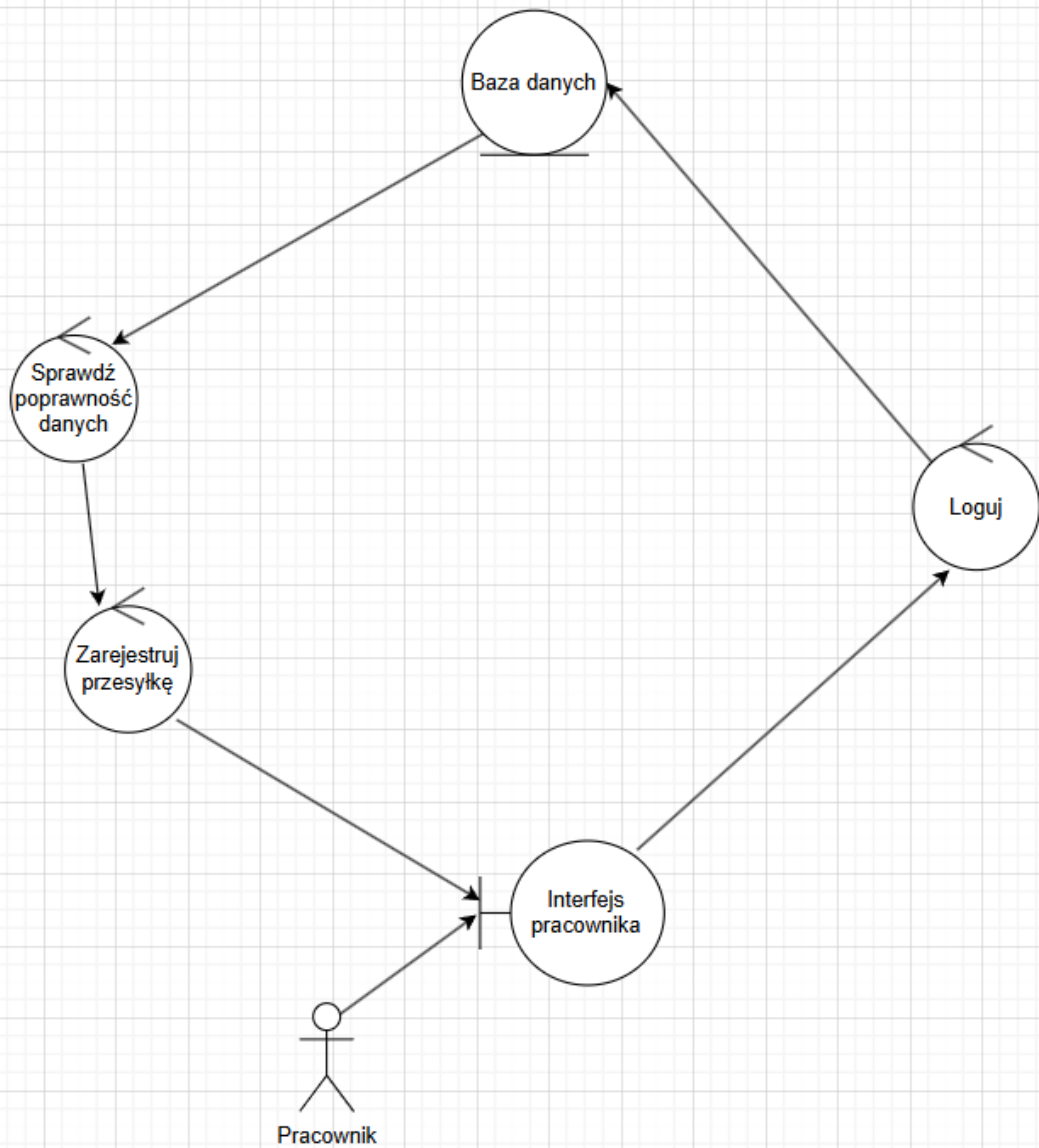 Baza danych
Sprawdź
poprawność
danych
Loguj
Zarejestruj
przesyłkę
Interfejs
pracownika
Pracownik